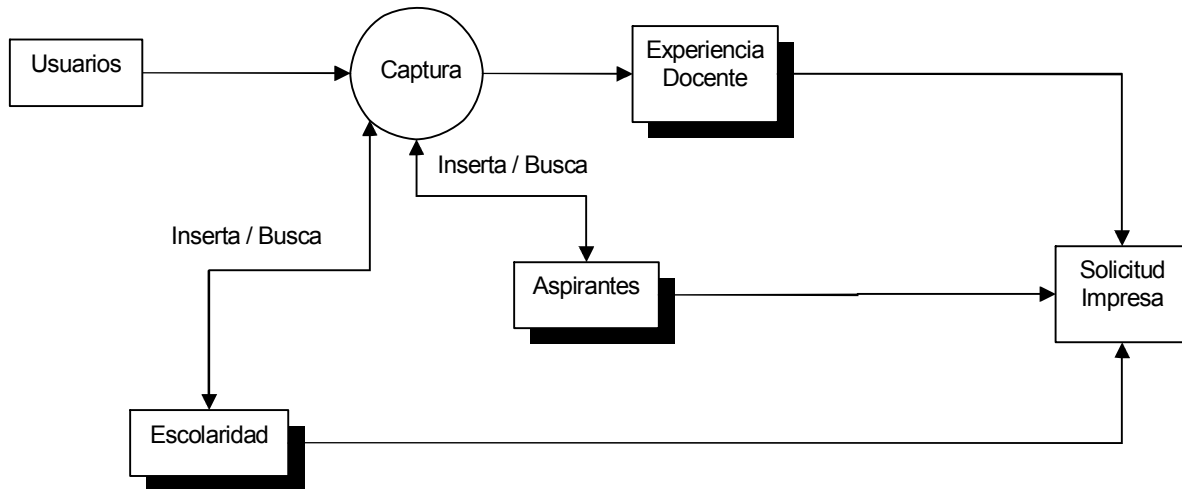 Usuarios
Captura
Experiencia
Docente
Inserta / Busca
Inserta / Busca
Aspirantes
Solicitud
Impresa
Escolaridad